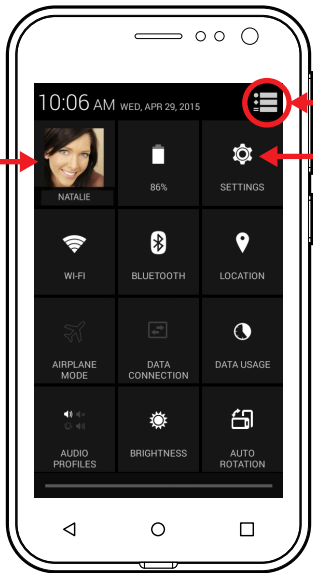 10:06 AM WED, APR 29, 2015
NATALIE
86%
SETTINGS
WI-FI
BLUETOOTH
LOCATION
AIRPLANE
MODE
DATA
CONNECTION
DATA USAGE
AUDIO
PROFILES
BRIGHTNESS
AUTO
ROTATION